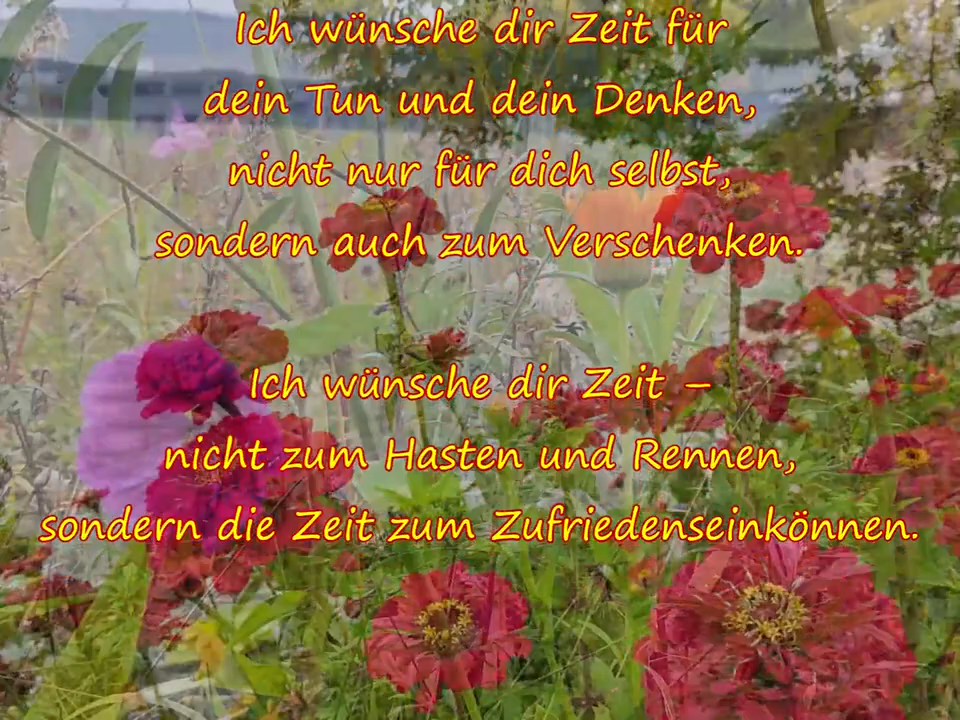 Ich wünsche dir Zeit für
dein Tun und dein Denken,
nicht nur für dich selbst,
sondern auch zum Verschenken.
Ich wünsche dir Zeit –
nicht zum Hasten und Rennen,
sondern die Zeit zum Zufriedenseinkönnen.